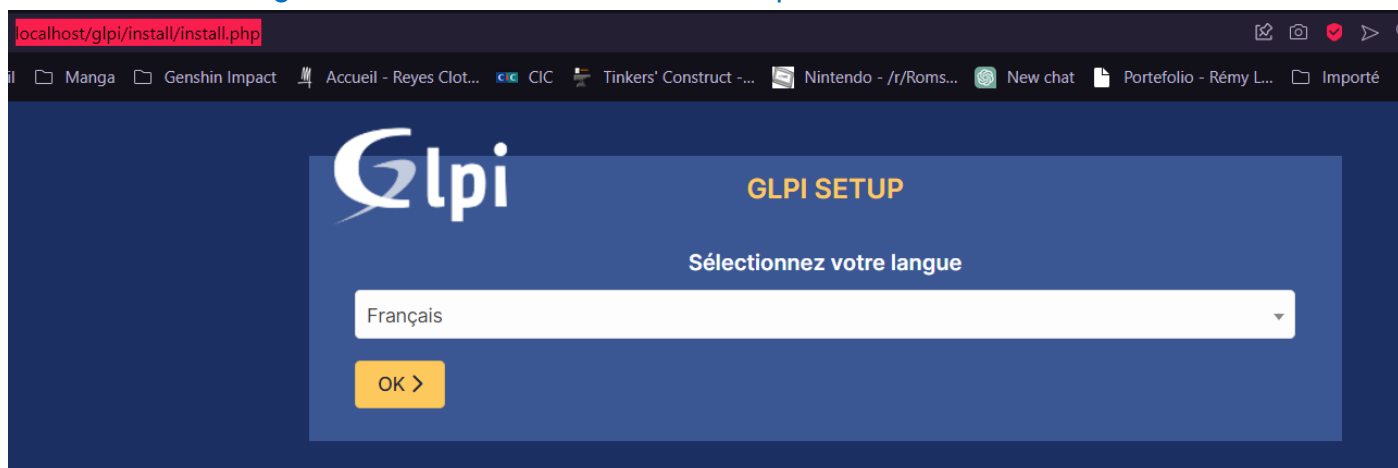 localhost/glpi/install/install.php
Manga Genshin Impact Accueil - Reyes Clot... CIC CIC Tinkers' Construct -... Nintendo - /r/Roms... New chat Portefolio - Rémy L... Importé
Glpi
GLPI SETUP
Sélectionnez votre langue
Français
OK